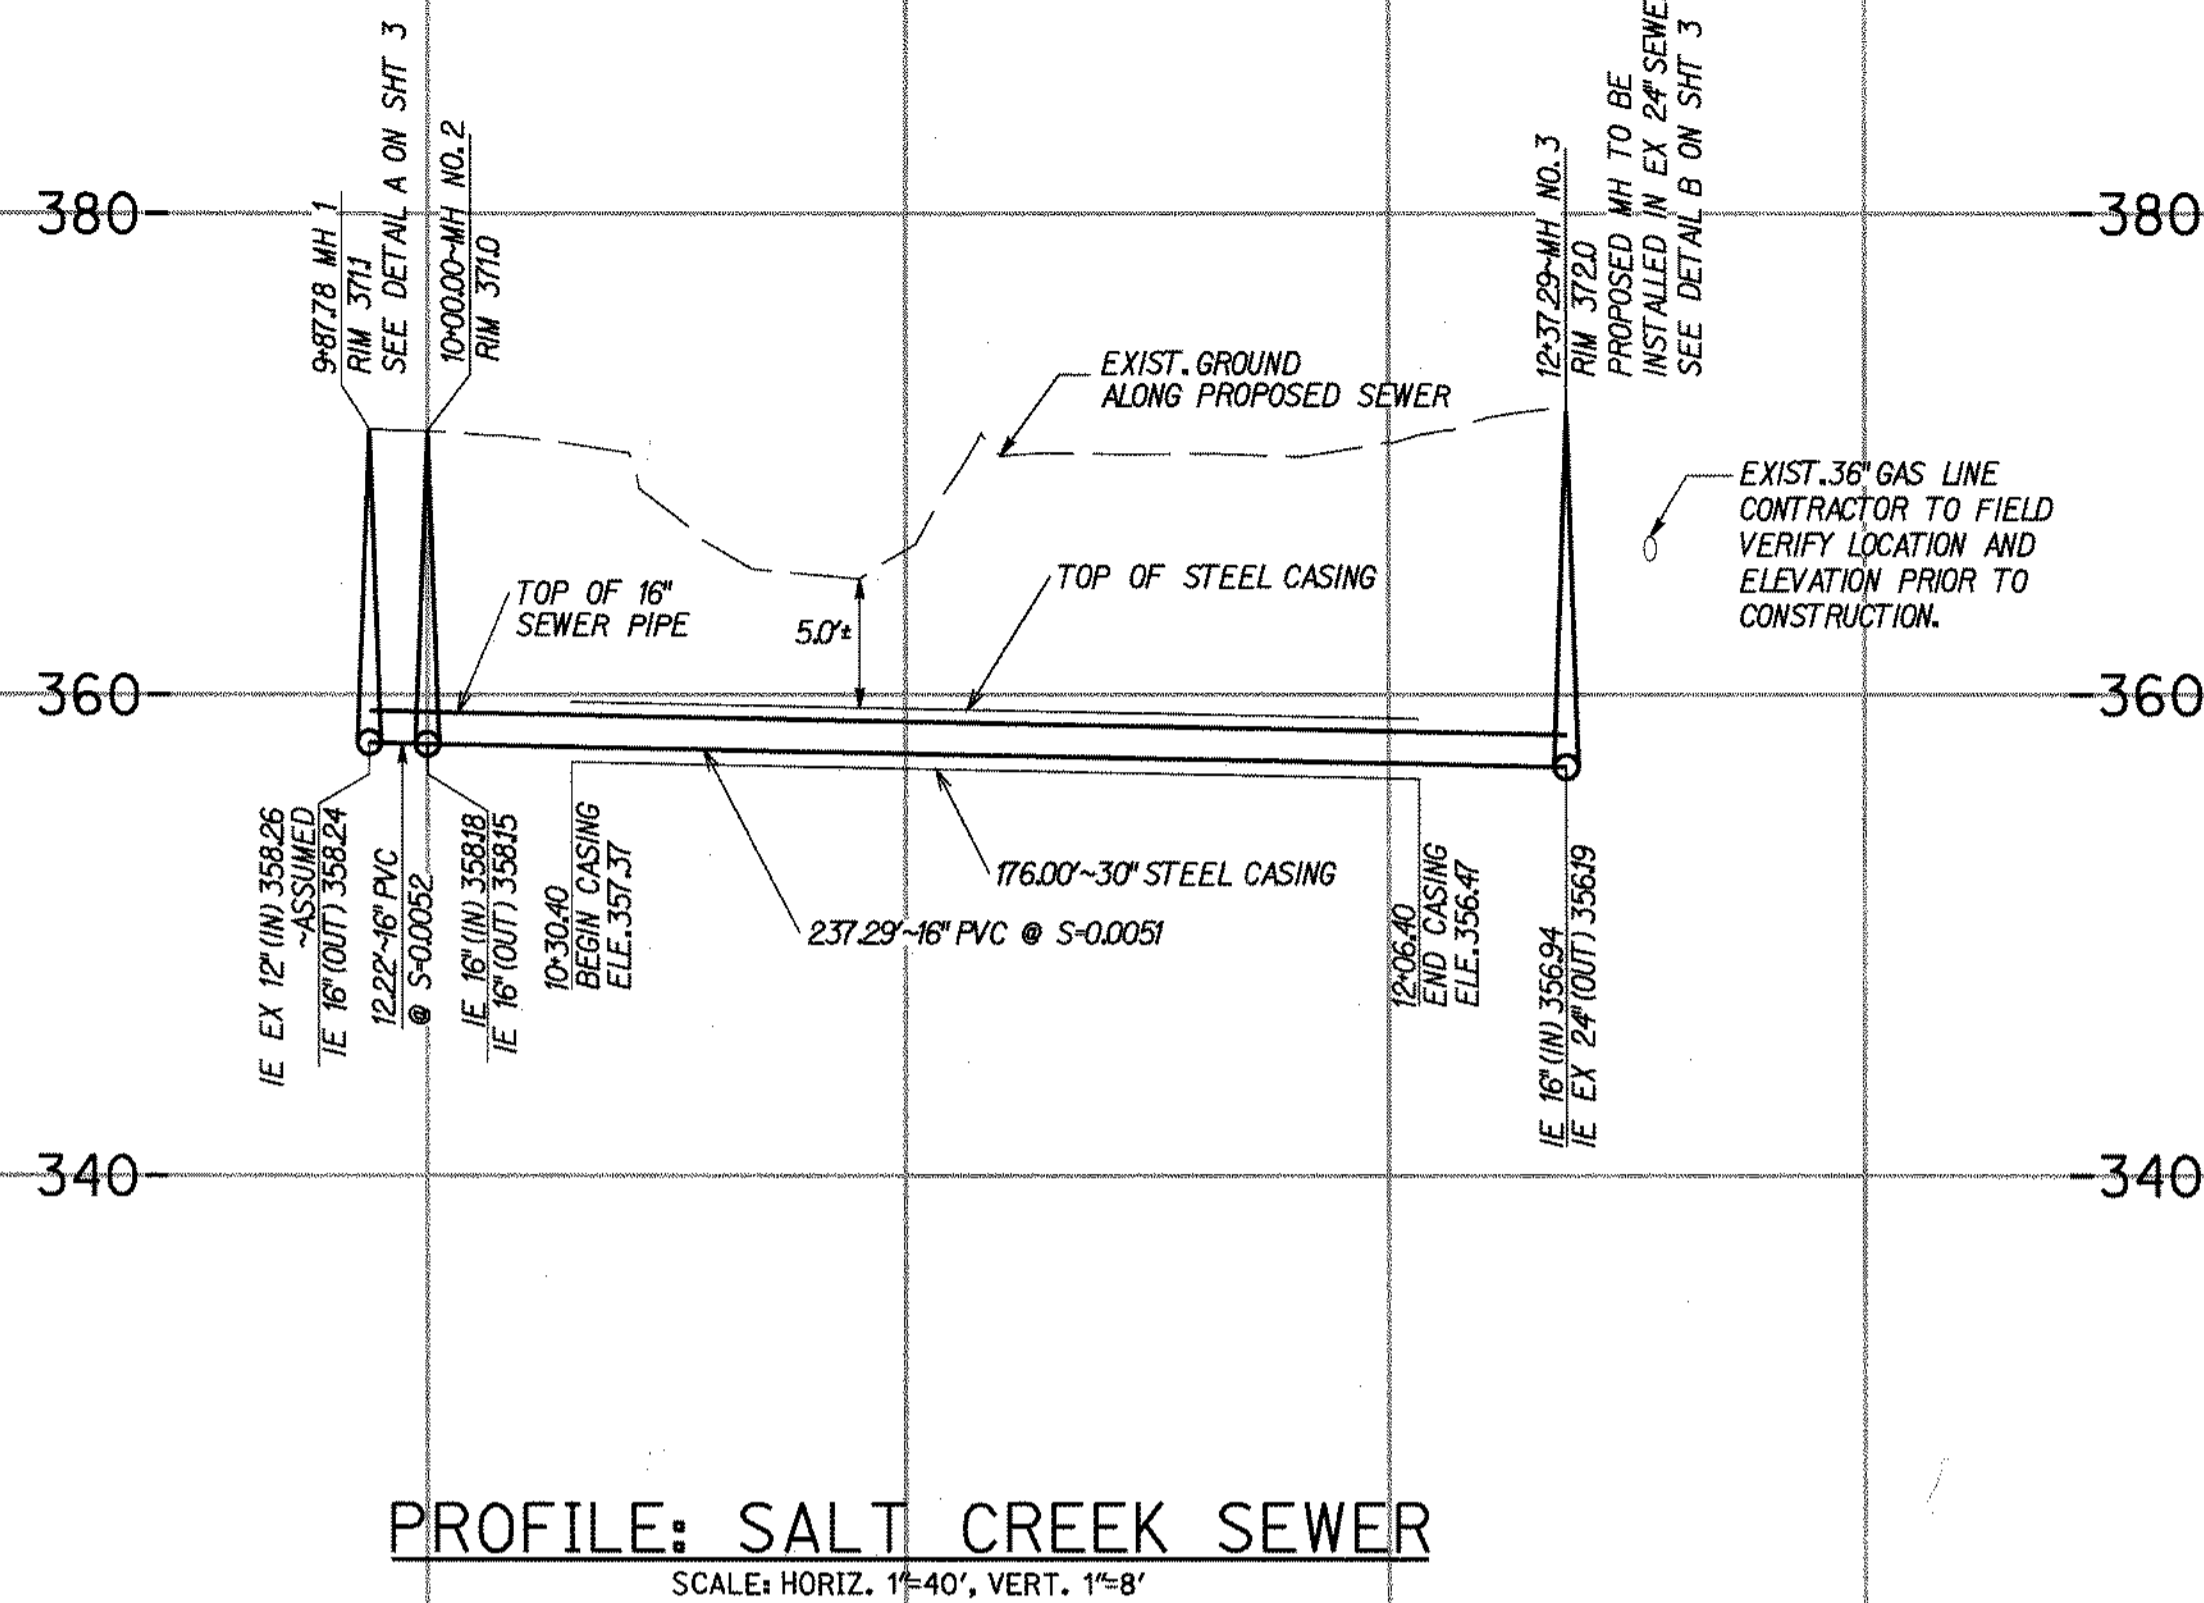 9+87.78 MH 1
RIM 371.1
SEE DETAIL A ON SHT 3
10+00.00~MH NO. 2
RIM 371.0
12+37.29~MH NO. 3
RIM 372.0
PROPOSED MH TO BE
INSTALLED IN EX 24" SEWER
SEE DETAIL B ON SHT 3
380
380
EXIST. GROUND
ALONG PROPOSED SEWER
EXIST. 36" GAS LINE
CONTRACTOR TO FIELD
VERIFY LOCATION AND
ELEVATION PRIOR TO
CONSTRUCTION.
TOP OF 16"
SEWER PIPE
5.0'±
TOP OF STEEL CASING
360
360
IE EX 12" (IN) 358.26
~ASSUMED
IE 16" (OUT) 358.24
12.22'~16" PVC
@ S=0.0052
IE 16" (IN) 358.18
IE 16" (OUT) 358.15
10+30.40
BEGIN CASING
ELE. 357.37
176.00'~30" STEEL CASING
237.29'~16" PVC @ S=0.0051
12+06.40
END CASING
ELE. 356.47
IE 16" (IN) 356.94
IE EX 24" (OUT) 356.19
340
340
PROFILE: SALT CREEK SEWER
SCALE: HORIZ. 1"=40', VERT. 1"=8'